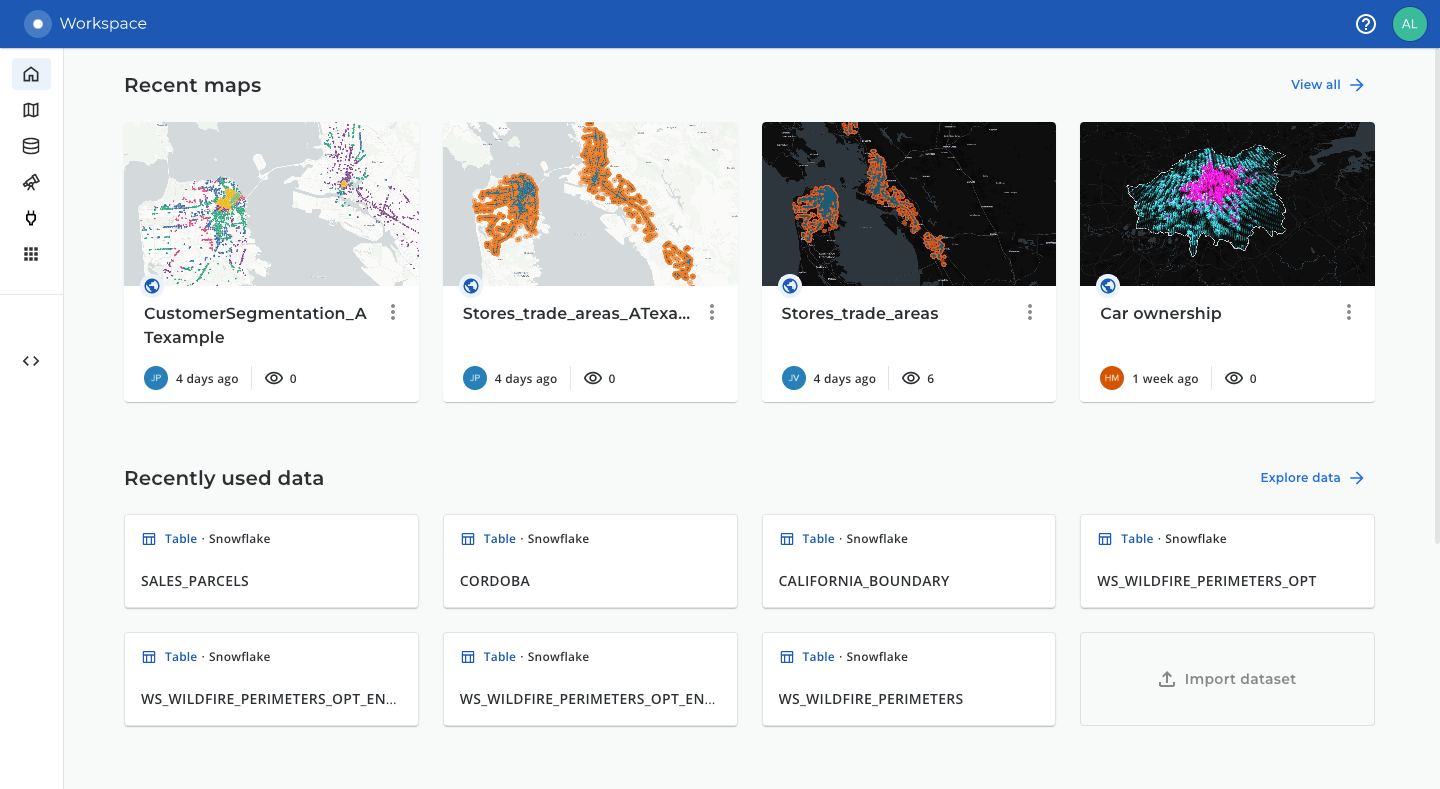 Workspace
AL
Recent maps
View all
CustomerSegmentation_A
Texample
JP 4 days ago 0
Stores_trade_areas_ATexa...
JP 4 days ago 0
Stores_trade_areas
JV 4 days ago 6
Car ownership
HM 1 week ago 0
Recently used data
Explore data
Table · Snowflake
SALES_PARCELS
Table · Snowflake
CORDOBA
Table · Snowflake
CALIFORNIA_BOUNDARY
Table · Snowflake
WS_WILDFIRE_PERIMETERS_OPT
Table · Snowflake
WS_WILDFIRE_PERIMETERS_OPT_EN...
Table · Snowflake
WS_WILDFIRE_PERIMETERS_OPT_EN...
Table · Snowflake
WS_WILDFIRE_PERIMETERS
Import dataset